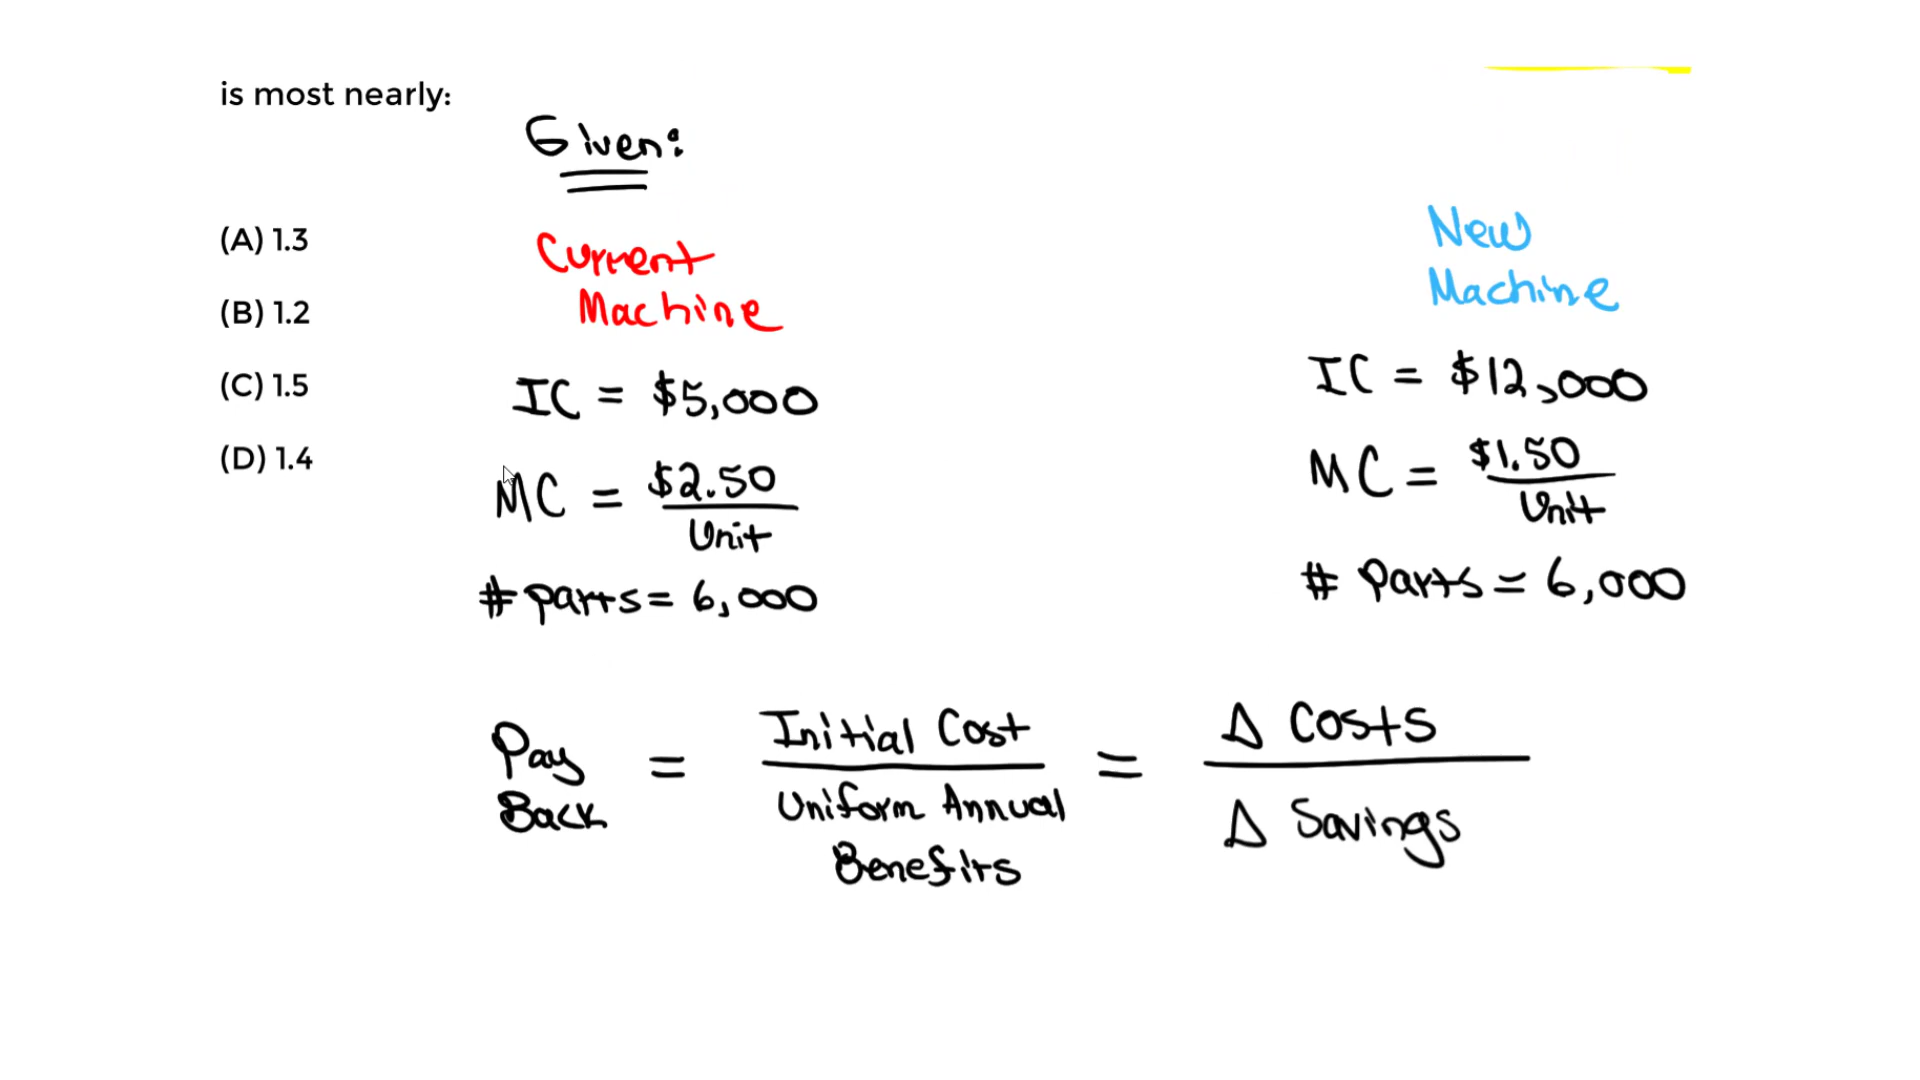 is most nearly:
Given:
(A) 1.3
(B) 1.2
(C) 1.5
(D) 1.4
Current
Machine
IC = $5,000
MC = $2.50
Unit
# parts = 6,000
New
Machine
IC = $12,000
MC = $1.50
Unit
# Parts = 6,000
Pay
Back
=
Initial Cost
Uniform Annual
Benefits
=
Δ Costs
Δ Savings